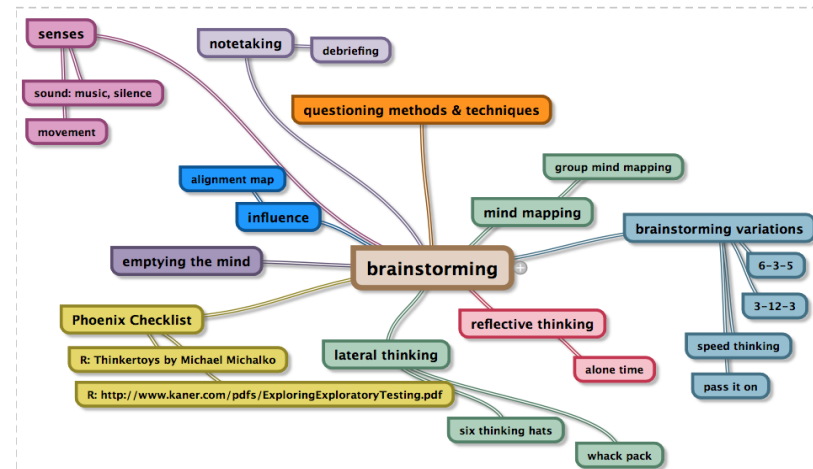 senses
notetaking
debriefing
sound: music, silence
questioning methods & techniques
movement
group mind mapping
alignment map
mind mapping
influence
brainstorming variations
emptying the mind
brainstorming
6-3-5
3-12-3
Phoenix Checklist
reflective thinking
speed thinking
lateral thinking
R: Thinkertoys by Michael Michalko
alone time
pass it on
R: http://www.kaner.com/pdfs/ExploringExploratoryTesting.pdf
six thinking hats
whack pack